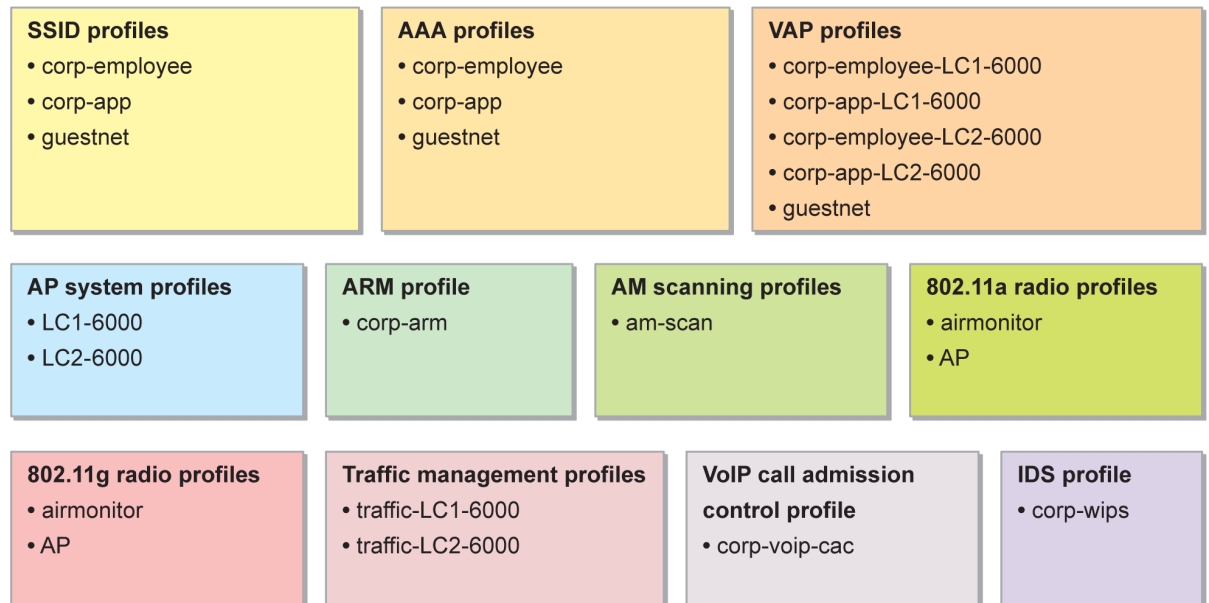 SSID profiles
• corp-employee
• corp-app
• guestnet
AAA profiles
• corp-employee
• corp-app
• guestnet
VAP profiles
• corp-employee-LC1-6000
• corp-app-LC1-6000
• corp-employee-LC2-6000
• corp-app-LC2-6000
• guestnet
AP system profiles
• LC1-6000
• LC2-6000
ARM profile
• corp-arm
AM scanning profiles
• am-scan
802.11a radio profiles
• airmonitor
• AP
802.11g radio profiles
• airmonitor
• AP
Traffic management profiles
• traffic-LC1-6000
• traffic-LC2-6000
VoIP call admission
control profile
• corp-voip-cac
IDS profile
• corp-wips